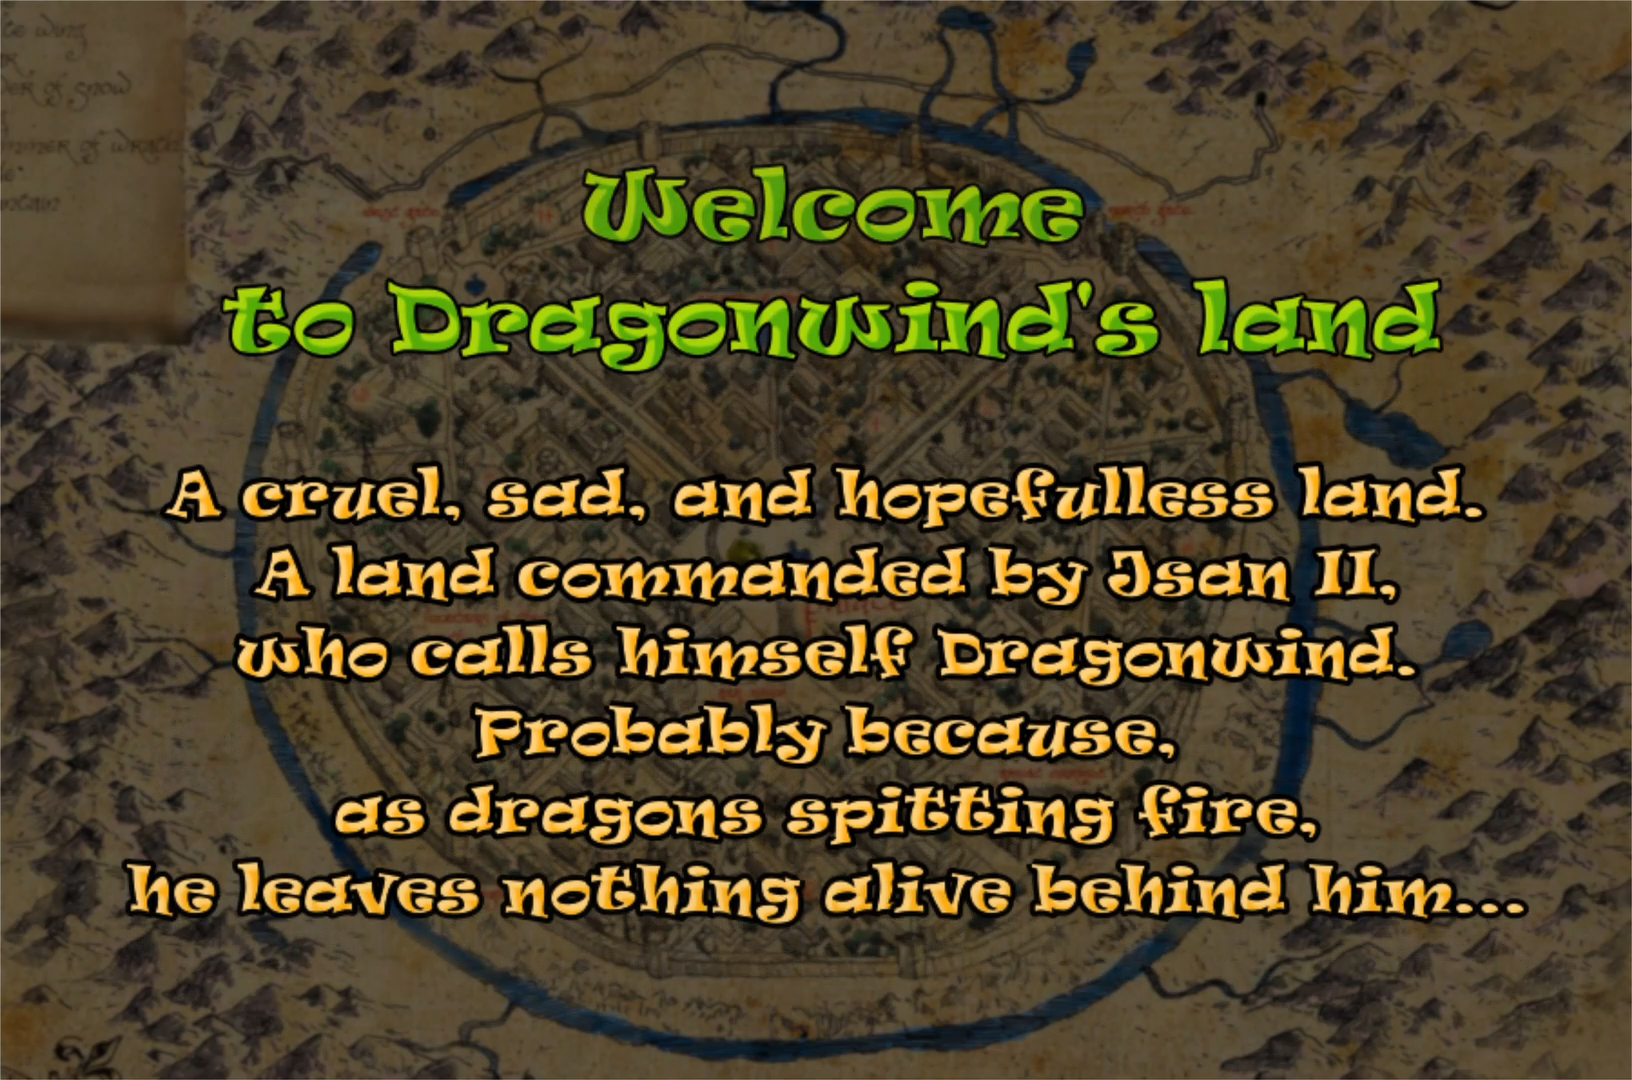 Welcome
to Dragonwind's land
A cruel, sad, and hopefulless land.
A land commanded by Isan II,
who calls himself Dragonwind.
Probably because,
as dragons spitting fire,
he leaves nothing alive behind him...